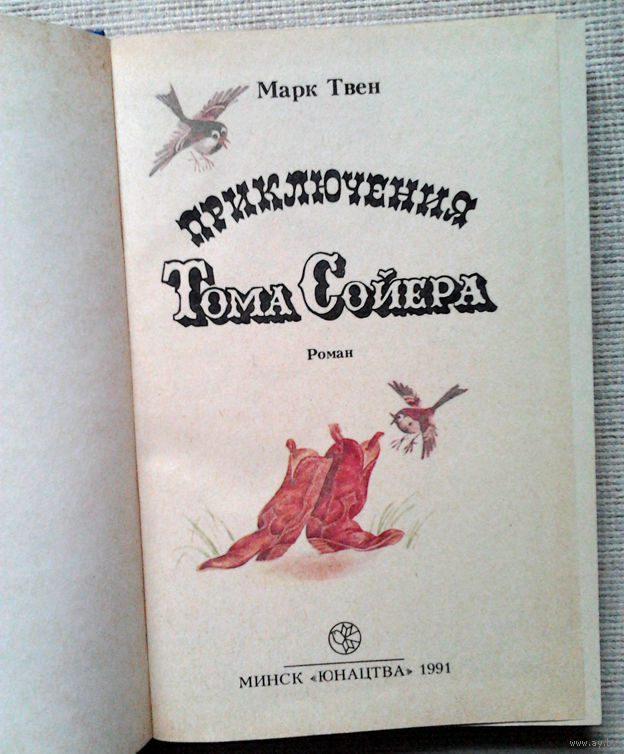 Марк Твен
ПРИКЛЮЧЕНИЯ
ТОМА СОЙЕРА
Роман
МИНСК «ЮНАЦТВА» 1991